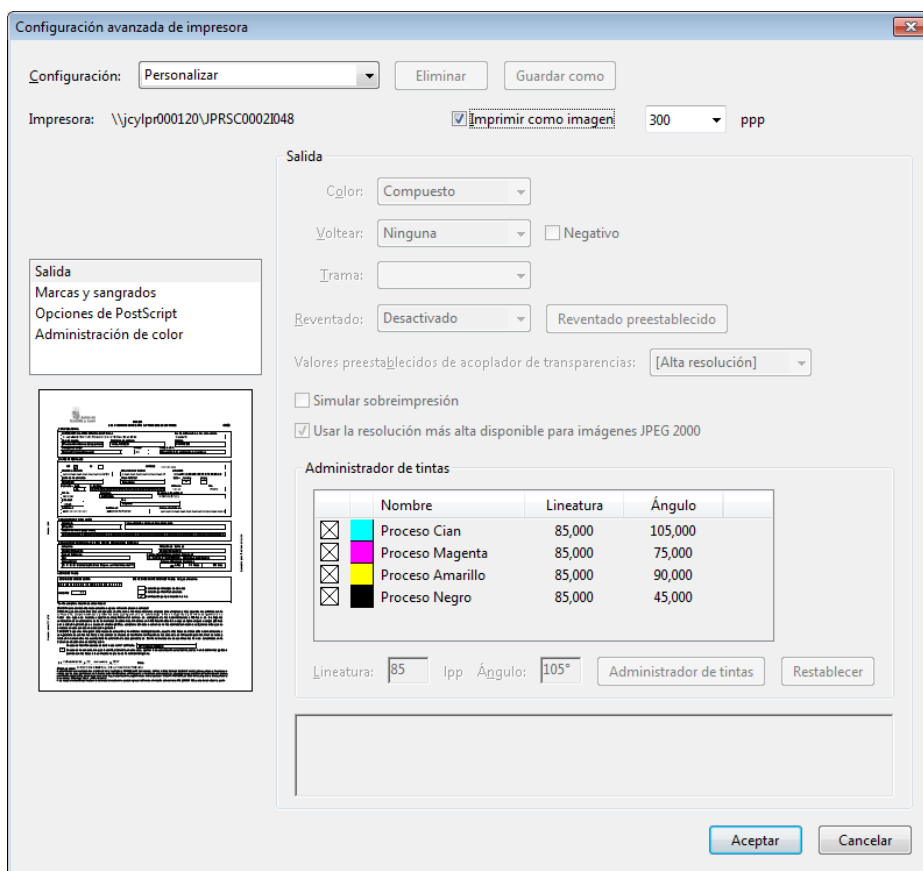 Configuración avanzada de impresora
Configuración: Personalizar Eliminar Guardar como
Impresora: \\jcylpr000120\JPRSC0002I048 Imprimir como imagen 300 ppp
Salida
Color: Compuesto
Voltear: Ninguna Negativo
Trama:
Reventado: Desactivado Reventado preestablecido
Valores preestablecidos de acoplador de transparencias: [Alta resolución]
Simular sobreimpresión
Usar la resolución más alta disponible para imágenes JPEG 2000
Salida
Marcas y sangrados
Opciones de PostScript
Administración de color
Administrador de tintas
Nombre Lineatura Ángulo
Proceso Cian 85,000 105,000
Proceso Magenta 85,000 75,000
Proceso Amarillo 85,000 90,000
Proceso Negro 85,000 45,000
Lineatura: 85 lpp Ángulo: 105° Administrador de tintas Restablecer
Aceptar Cancelar